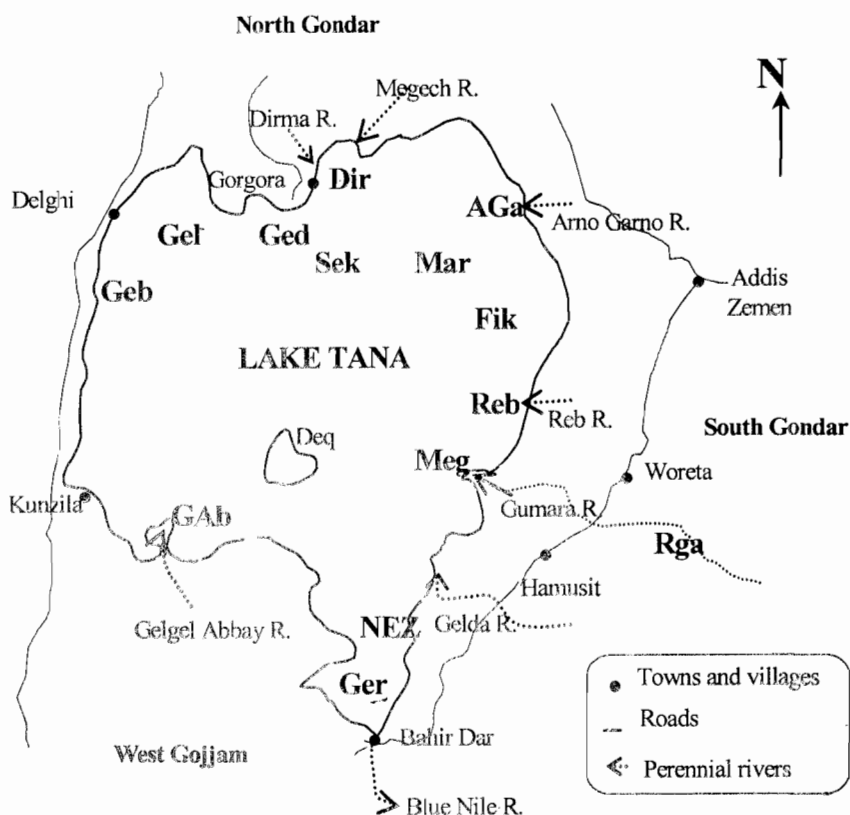 North Gondar
N
Megech R.
Dirma R.
Gorgora
Dir
Delghi
AGa
Arno Garno R.
Gel
Ged
Sek
Mar
Geb
Addis
Zemen
Fik
LAKE TANA
Reb
Reb R.
South Gondar
Deq
Meg
Woreta
Kunzila
GAb
Gumara R.
Rga
Hamusit
Gelgel Abbay R.
NEZ
Gelda R.
Ger
Towns and villages
Roads
Perennial rivers
Bahir Dar
West Gojjam
Blue Nile R.